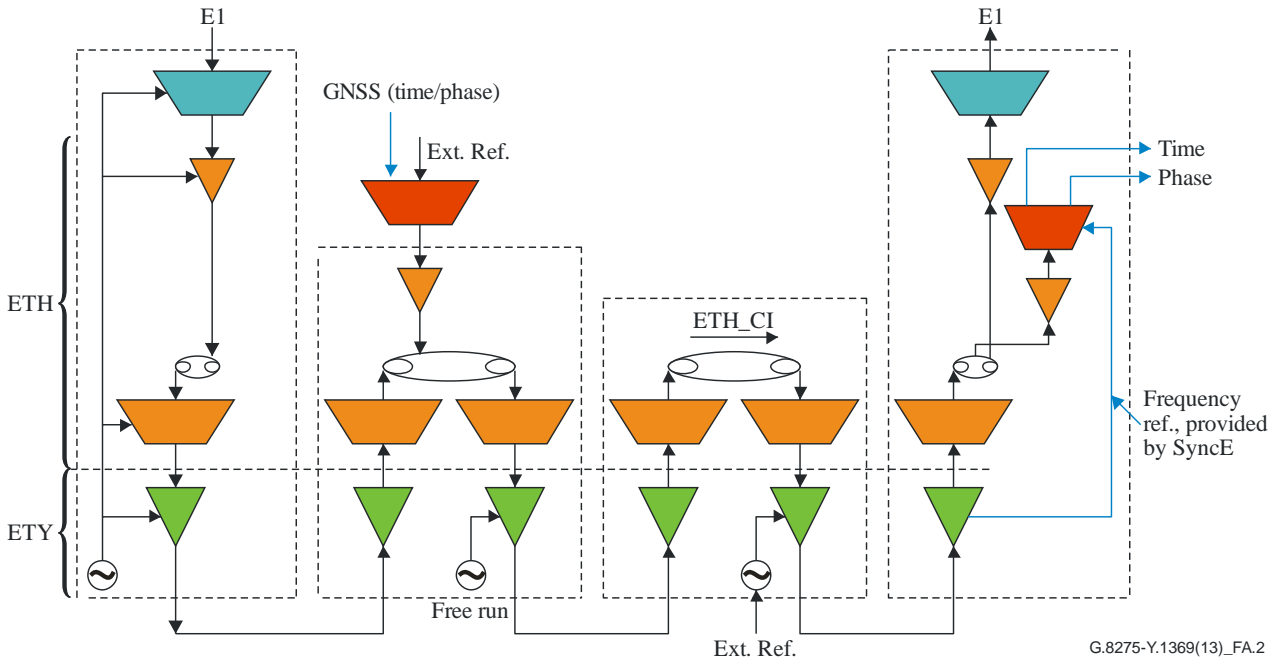 E1
E1
GNSS (time/phase)
Ext. Ref.
Time
Phase
ETH
ETH_CI
Frequency
ref., provided
by SyncE
ETY
Free run
Ext. Ref.
G.8275-Y.1369(13)_FA.2